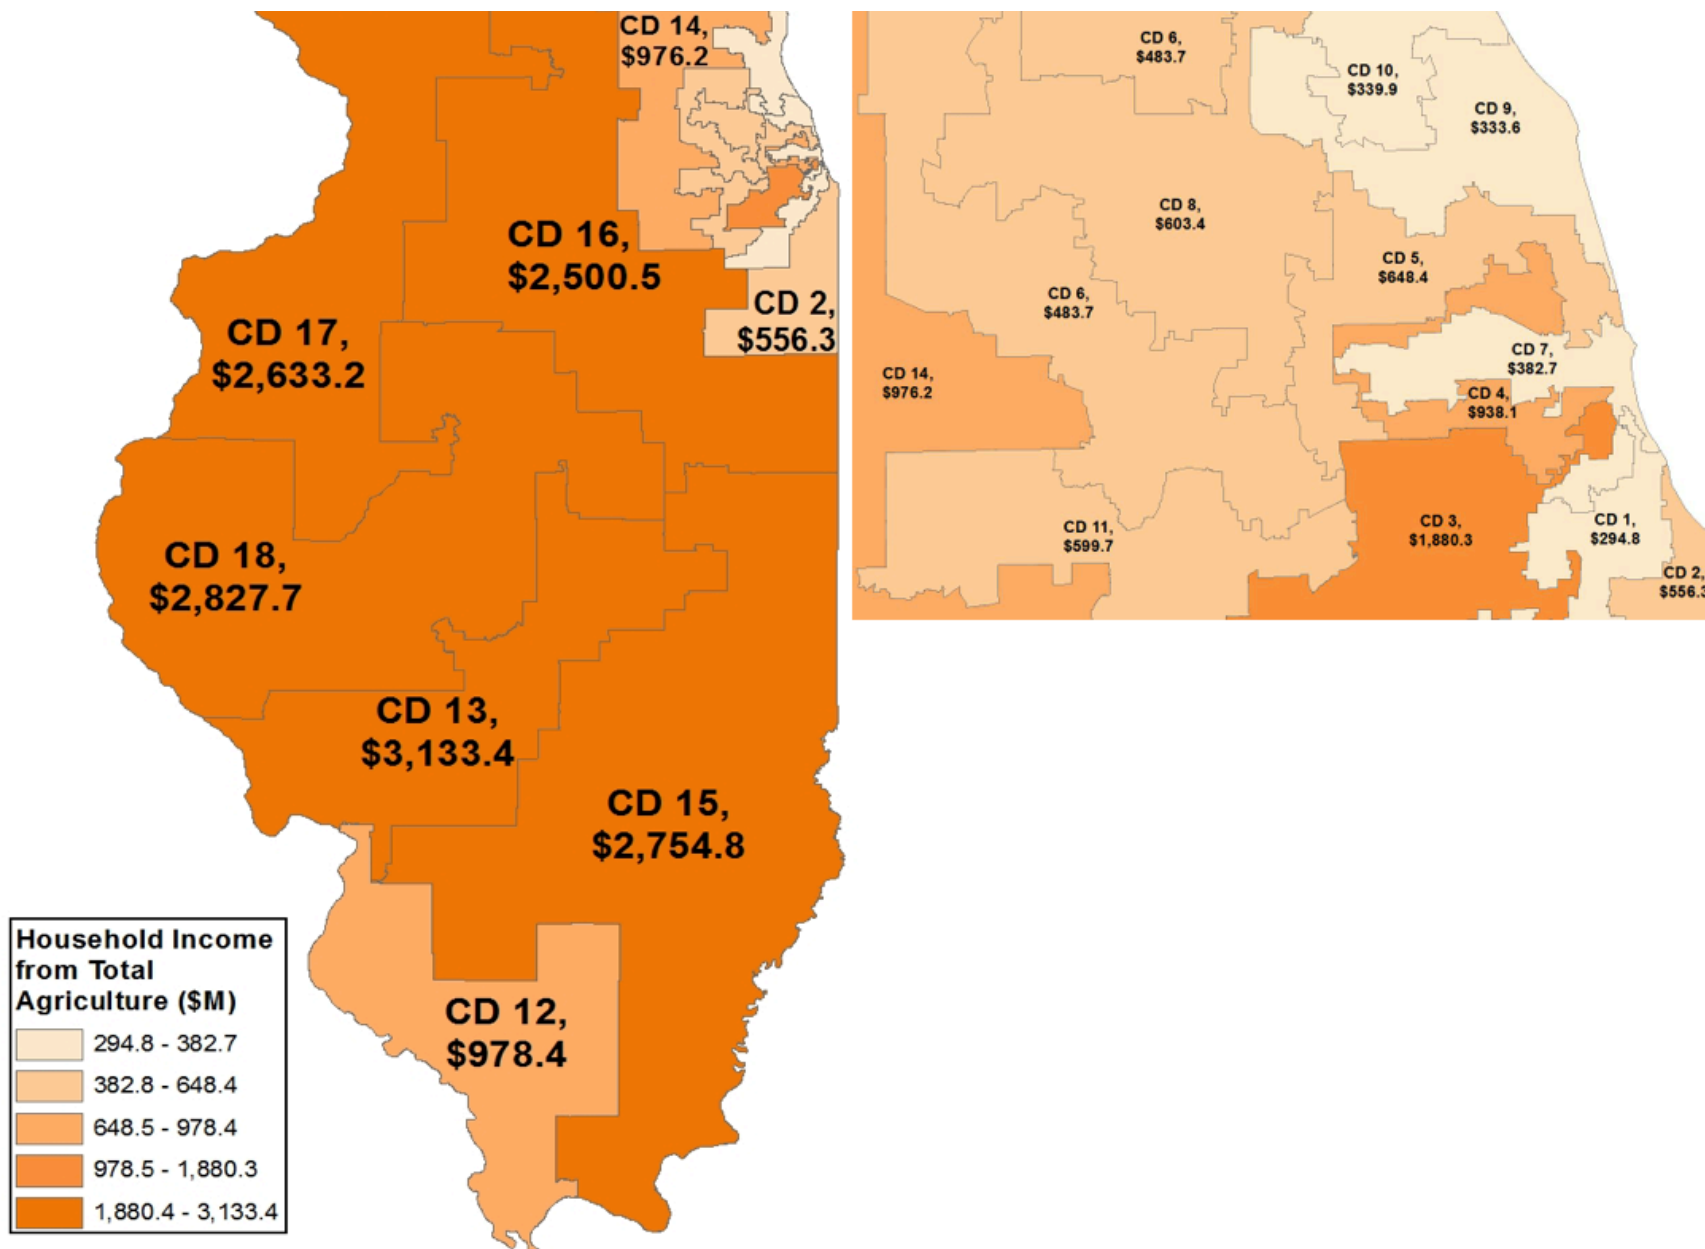 CD 14,
$976.2
CD 16,
$2,500.5
CD 2,
$556.3
CD 17,
$2,633.2
CD 18,
$2,827.7
CD 13,
$3,133.4
CD 15,
$2,754.8
CD 12,
$978.4
Household Income
from Total
Agriculture ($M)
294.8 - 382.7
382.8 - 648.4
648.5 - 978.4
978.5 - 1,880.3
1,880.4 - 3,133.4
CD 6,
$483.7
CD 10,
$339.9
CD 9,
$333.6
CD 8,
$603.4
CD 5,
$648.4
CD 6,
$483.7
CD 7,
$382.7
CD 14,
$976.2
CD 4,
$938.1
CD 11,
$599.7
CD 3,
$1,880.3
CD 1,
$294.8
CD 2,
$556.3